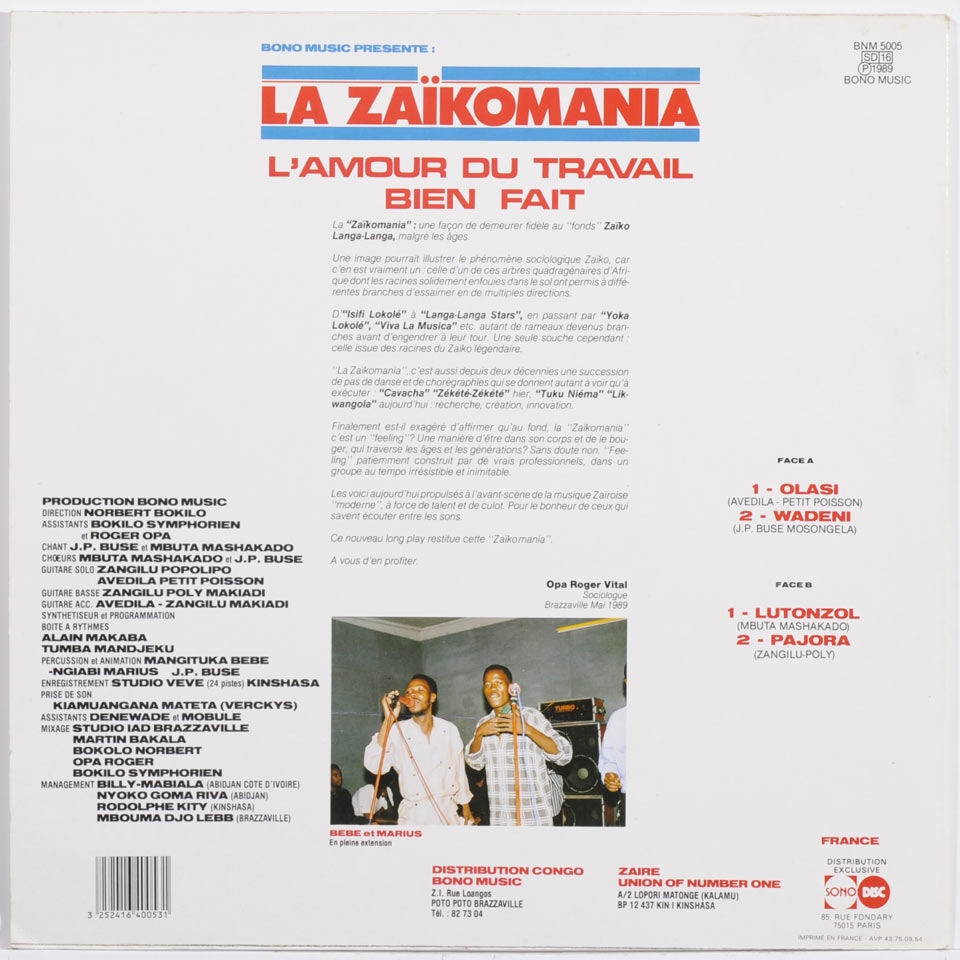 BONO MUSIC PRESENTE :
BNM 5005
SD 16
P 1989
BONO MUSIC
LA ZAÏKOMANIA
L'AMOUR DU TRAVAIL
BIEN FAIT
La "Zaïkomania" : une façon de demeurer fidèle au "fonds" Zaïko
Langa-Langa, malgré les âges.
Une image pourrait illustrer le phénomène sociologique Zaiko, car
c'en est vraiment un : celle d'un de ces arbres quadragénaires d'Afri-
que dont les racines solidement enfouies dans le sol ont permis à diffé-
rentes branches d'essaimer en de multiples directions.
D'"Isifi Lokolé" à "Langa-Langa Stars", en passant par "Yoka
Lokolé", "Viva La Musica" etc. autant de rameaux devenus bran-
ches avant d'engendrer à leur tour. Une seule souche cependant :
celle issue des racines du Zaiko légendaire.
"La Zaïkomania", c'est aussi depuis deux décennies une succession
de pas de danse et de chorégraphies qui se donnent autant à voir qu'à
exécuter : "Cavacha" "Zékété-Zékété" hier, "Tuku Niéma" "Lik-
wangola" aujourd'hui : recherche, création, innovation.
Finalement est-il exagéré d'affirmer qu'au fond, la "Zaïkomania"
c'est un "feeling"? Une manière d'être dans son corps et de le bou-
ger, qui traverse les âges et les générations? Sans doute non. "Fee-
ling" patiemment construit par de vrais professionnels, dans un
groupe au tempo irrésistible et inimitable.
Les voici aujourd'hui propulsés à l'avant-scène de la musique Zairoise
"moderne", à force de talent et de culot. Pour le bonheur de ceux qui
savent écouter entre les sons.
Ce nouveau long play restitue cette "Zaikomania".
A vous d'en profiter.
Opa Roger Vital
Sociologue
Brazzaville Mai 1989
FACE A
1 - OLASI
(AVEDILA - PETIT POISSON)
2 - WADENI
(J.P. BUSE MOSONGELA)
FACE B
1 - LUTONZOL
(MBUTA MASHAKADO)
2 - PAJORA
(ZANGILU-POLY)
PRODUCTION BONO MUSIC
DIRECTION NORBERT BOKILO
ASSISTANTS BOKILO SYMPHORIEN
et ROGER OPA
CHANT J.P. BUSE et MBUTA MASHAKADO
CHŒURS MBUTA MASHAKADO et J.P. BUSE
GUITARE SOLO ZANGILU POPOLIPO
AVEDILA PETIT POISSON
GUITARE BASSE ZANGILU POLY MAKIADI
GUITARE ACC. AVEDILA - ZANGILU MAKIADI
SYNTHETISEUR et PROGRAMMATION
BOITE A RYTHMES
ALAIN MAKABA
TUMBA MANDJEKU
PERCUSSION et ANIMATION MANGITUKA BEBE
-NGIABI MARIUS J.P. BUSE
ENREGISTREMENT STUDIO VEVE (24 pistes) KINSHASA
PRISE DE SON
KIAMUANGANA MATETA (VERCKYS)
ASSISTANTS DENEWADE et MOBULE
MIXAGE STUDIO IAD BRAZZAVILLE
MARTIN BAKALA
BOKOLO NORBERT
OPA ROGER
BOKILO SYMPHORIEN
MANAGEMENT BILLY-MABIALA (ABIDJAN COTE D'IVOIRE)
NYOKO GOMA RIVA (ABIDJAN)
RODOLPHE KITY (KINSHASA)
MBOUMA DJO LEBB (BRAZZAVILLE)
TURBO
BEBE et MARIUS
En pleine extension
3 252416 400531
DISTRIBUTION CONGO
BONO MUSIC
Z.I. Rue Loangos
POTO POTO BRAZZAVILLE
Tél. : 82 73 04
ZAIRE
UNION OF NUMBER ONE
A/2 LOPORI MATONGE (KALAMU)
BP 12 437 KIN I KINSHASA
FRANCE
DISTRIBUTION
EXCLUSIVE
SONO DISC
85, RUE FONDARY
75015 PARIS
IMPRIME EN FRANCE - AVP 43.75.09.54